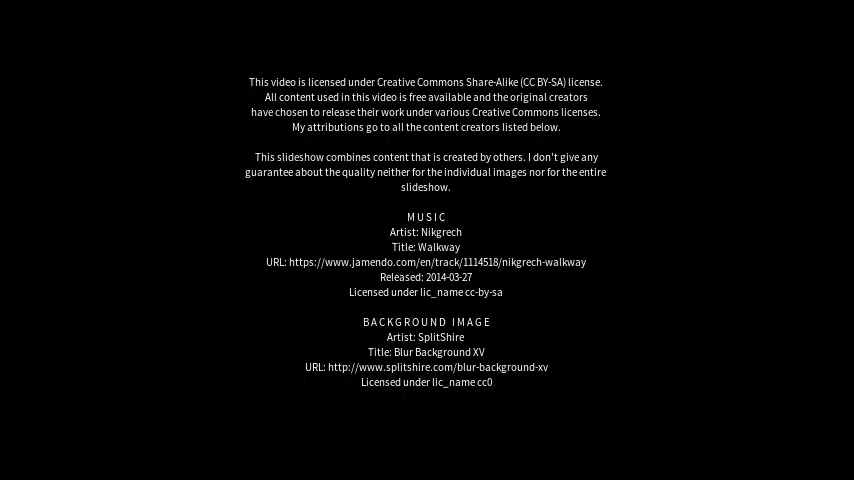 This video is licensed under Creative Commons Share-Alike (CC BY-SA) license.
All content used in this video is free available and the original creators
have chosen to release their work under various Creative Commons licenses.
My attributions go to all the content creators listed below.
This slideshow combines content that is created by others. I don't give any
guarantee about the quality neither for the individual images nor for the entire
slideshow.
M U S I C
Artist: Nikgrech
Title: Walkway
URL: https://www.jamendo.com/en/track/1114518/nikgrech-walkway
Released: 2014-03-27
Licensed under lic_name cc-by-sa
B A C K G R O U N D   I M A G E
Artist: SplitShire
Title: Blur Background XV
URL: http://www.splitshire.com/blur-background-xv
Licensed under lic_name cc0